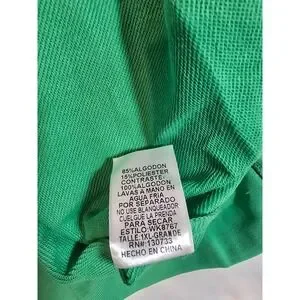 85%ALGODON
15%POLIESTER
CONTRASTE:
100%ALGODON
LAVAS A MANO EN
AGUA FRIA
POR SEPARADO
NO USE BLANQUEADOR
CUELGUE LA PRENDA
PARA SECAR
ESTILO:WK8767
TALLE:1XL-GRANDE
RN#:130733
HECHO EN CHINA